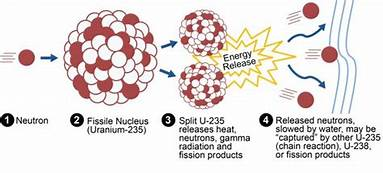 Energy
Release
1 Neutron
2 Fissile Nucleus
(Uranium-235)
3 Split U-235
releases heat,
neutrons, gamma
radiation and
fission products
4 Released neutrons,
slowed by water, may be
"captured" by other U-235
(chain reaction), U-238,
or fission products